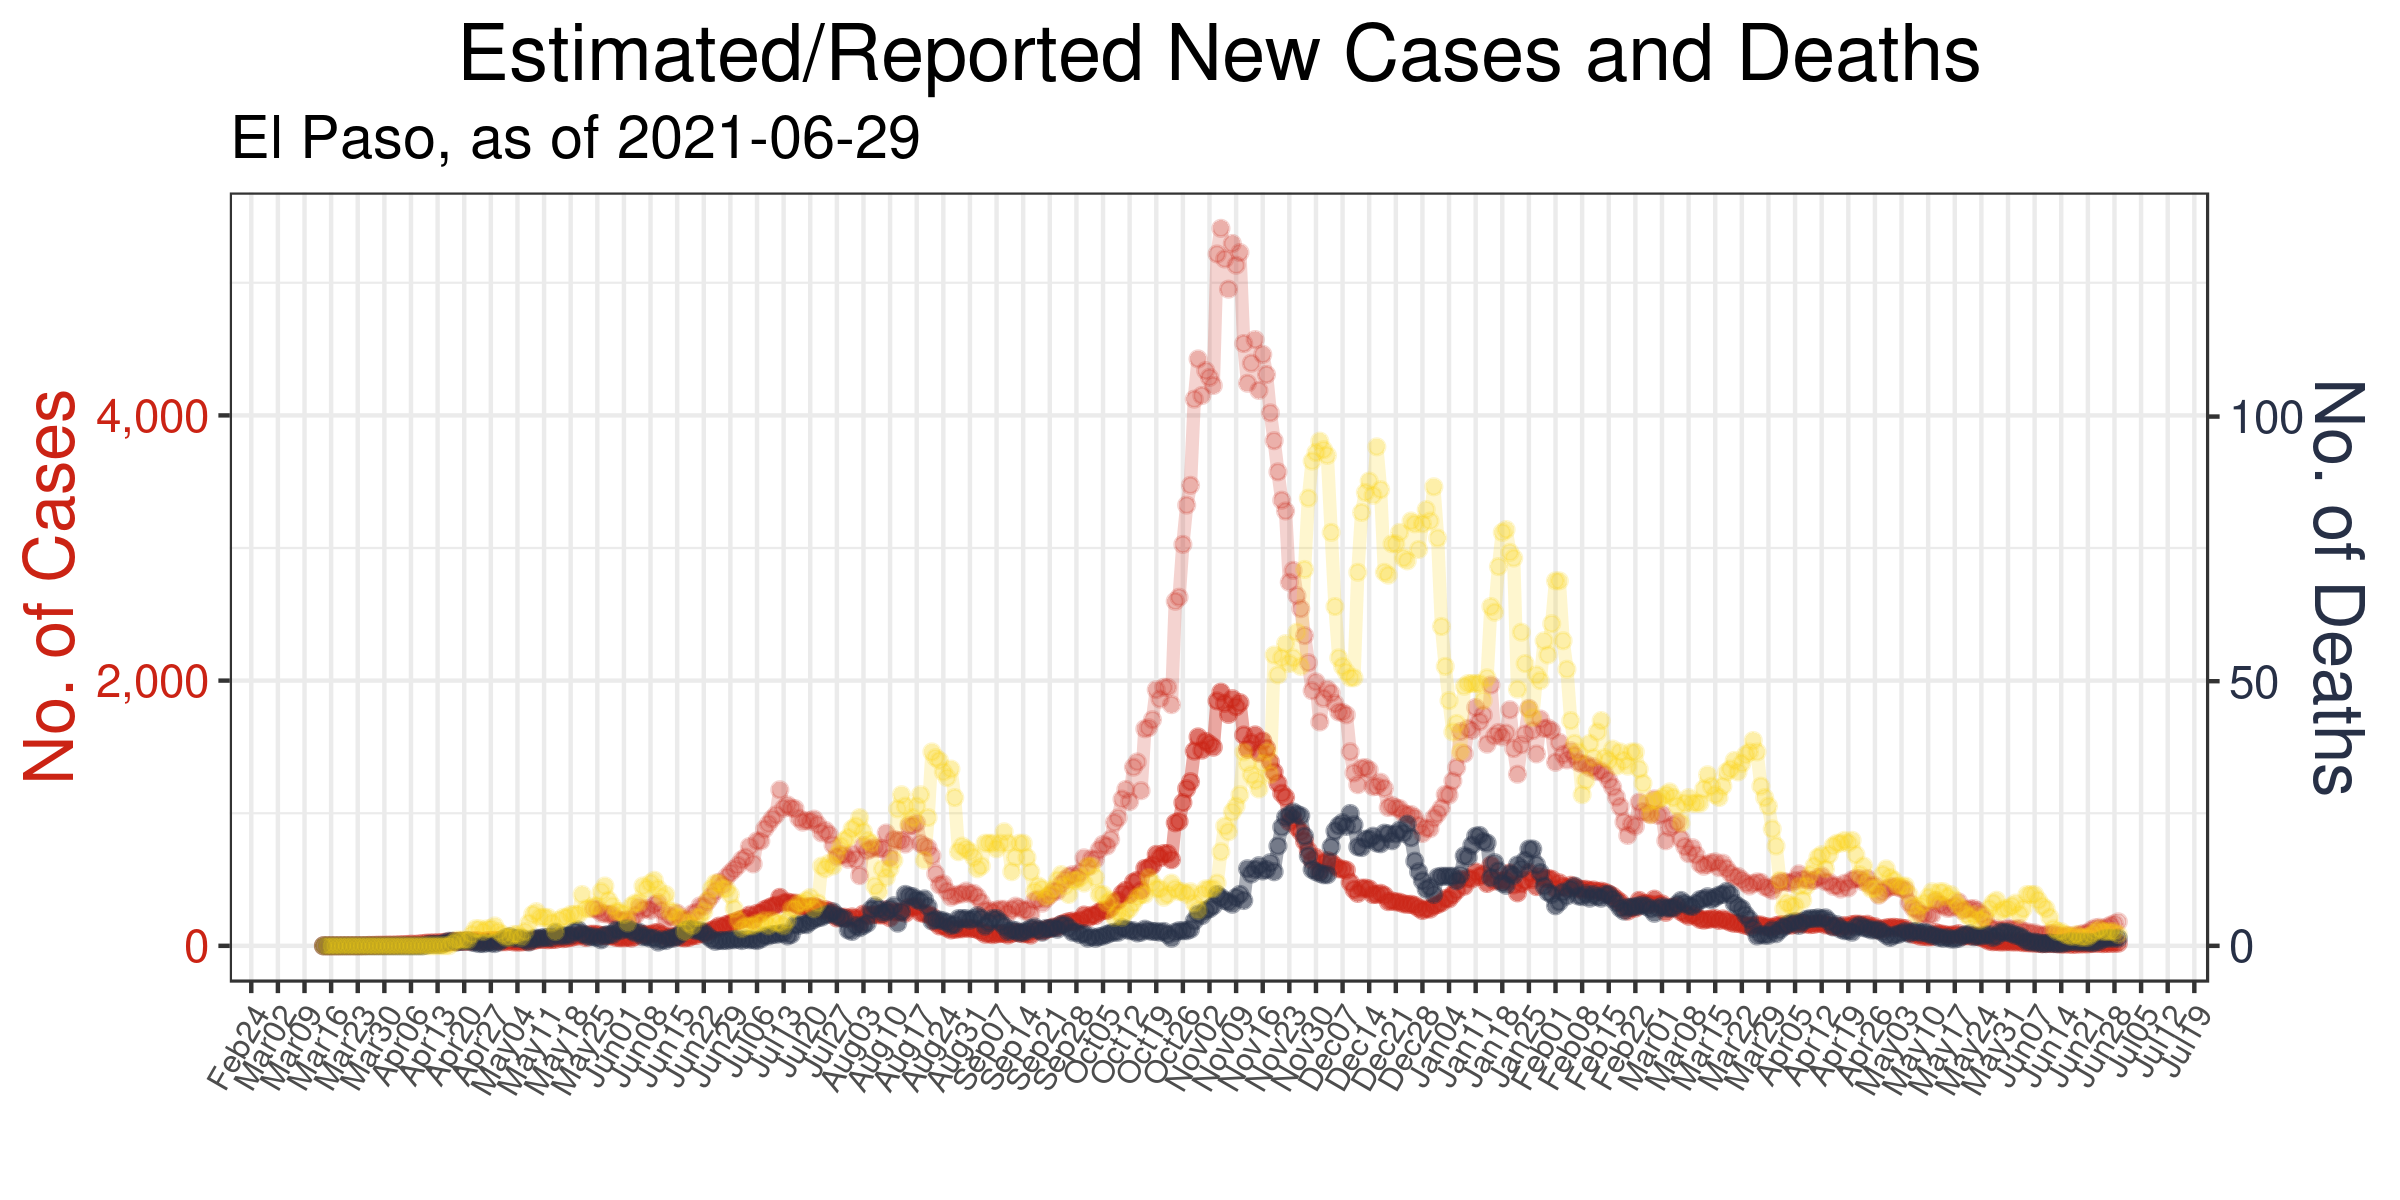 Estimated/Reported New Cases and Deaths
El Paso, as of 2021-06-29
No. of Cases
4,000
2,000
0
100
50
0
No. of Deaths
Feb24
Mar02
Mar09
Mar16
Mar23
Mar30
Apr06
Apr13
Apr20
Apr27
May04
May11
May18
May25
Jun01
Jun08
Jun15
Jun22
Jun29
Jul06
Jul13
Jul20
Jul27
Aug03
Aug10
Aug17
Aug24
Aug31
Sep07
Sep14
Sep21
Sep28
Oct05
Oct12
Oct19
Oct26
Nov02
Nov09
Nov16
Nov23
Nov30
Dec07
Dec14
Dec21
Dec28
Jan04
Jan11
Jan18
Jan25
Feb01
Feb08
Feb15
Feb22
Mar01
Mar08
Mar15
Mar22
Mar29
Apr05
Apr12
Apr19
Apr26
May03
May10
May17
May24
May31
Jun07
Jun14
Jun21
Jun28
Jul05
Jul12
Jul19